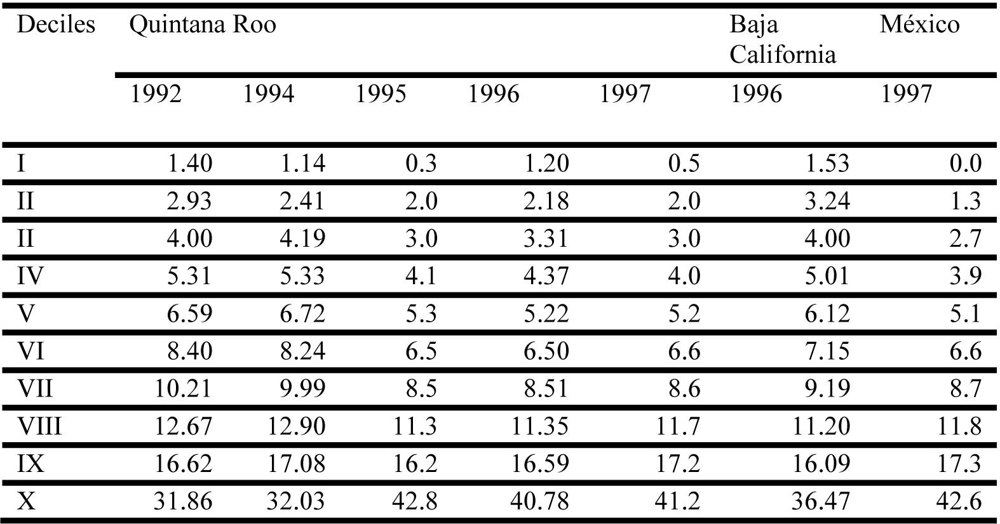 Deciles Quintana Roo Baja California México
1992 1994 1995 1996 1997 1996 1997
I 1.40 1.14 0.3 1.20 0.5 1.53 0.0
II 2.93 2.41 2.0 2.18 2.0 3.24 1.3
II 4.00 4.19 3.0 3.31 3.0 4.00 2.7
IV 5.31 5.33 4.1 4.37 4.0 5.01 3.9
V 6.59 6.72 5.3 5.22 5.2 6.12 5.1
VI 8.40 8.24 6.5 6.50 6.6 7.15 6.6
VII 10.21 9.99 8.5 8.51 8.6 9.19 8.7
VIII 12.67 12.90 11.3 11.35 11.7 11.20 11.8
IX 16.62 17.08 16.2 16.59 17.2 16.09 17.3
X 31.86 32.03 42.8 40.78 41.2 36.47 42.6